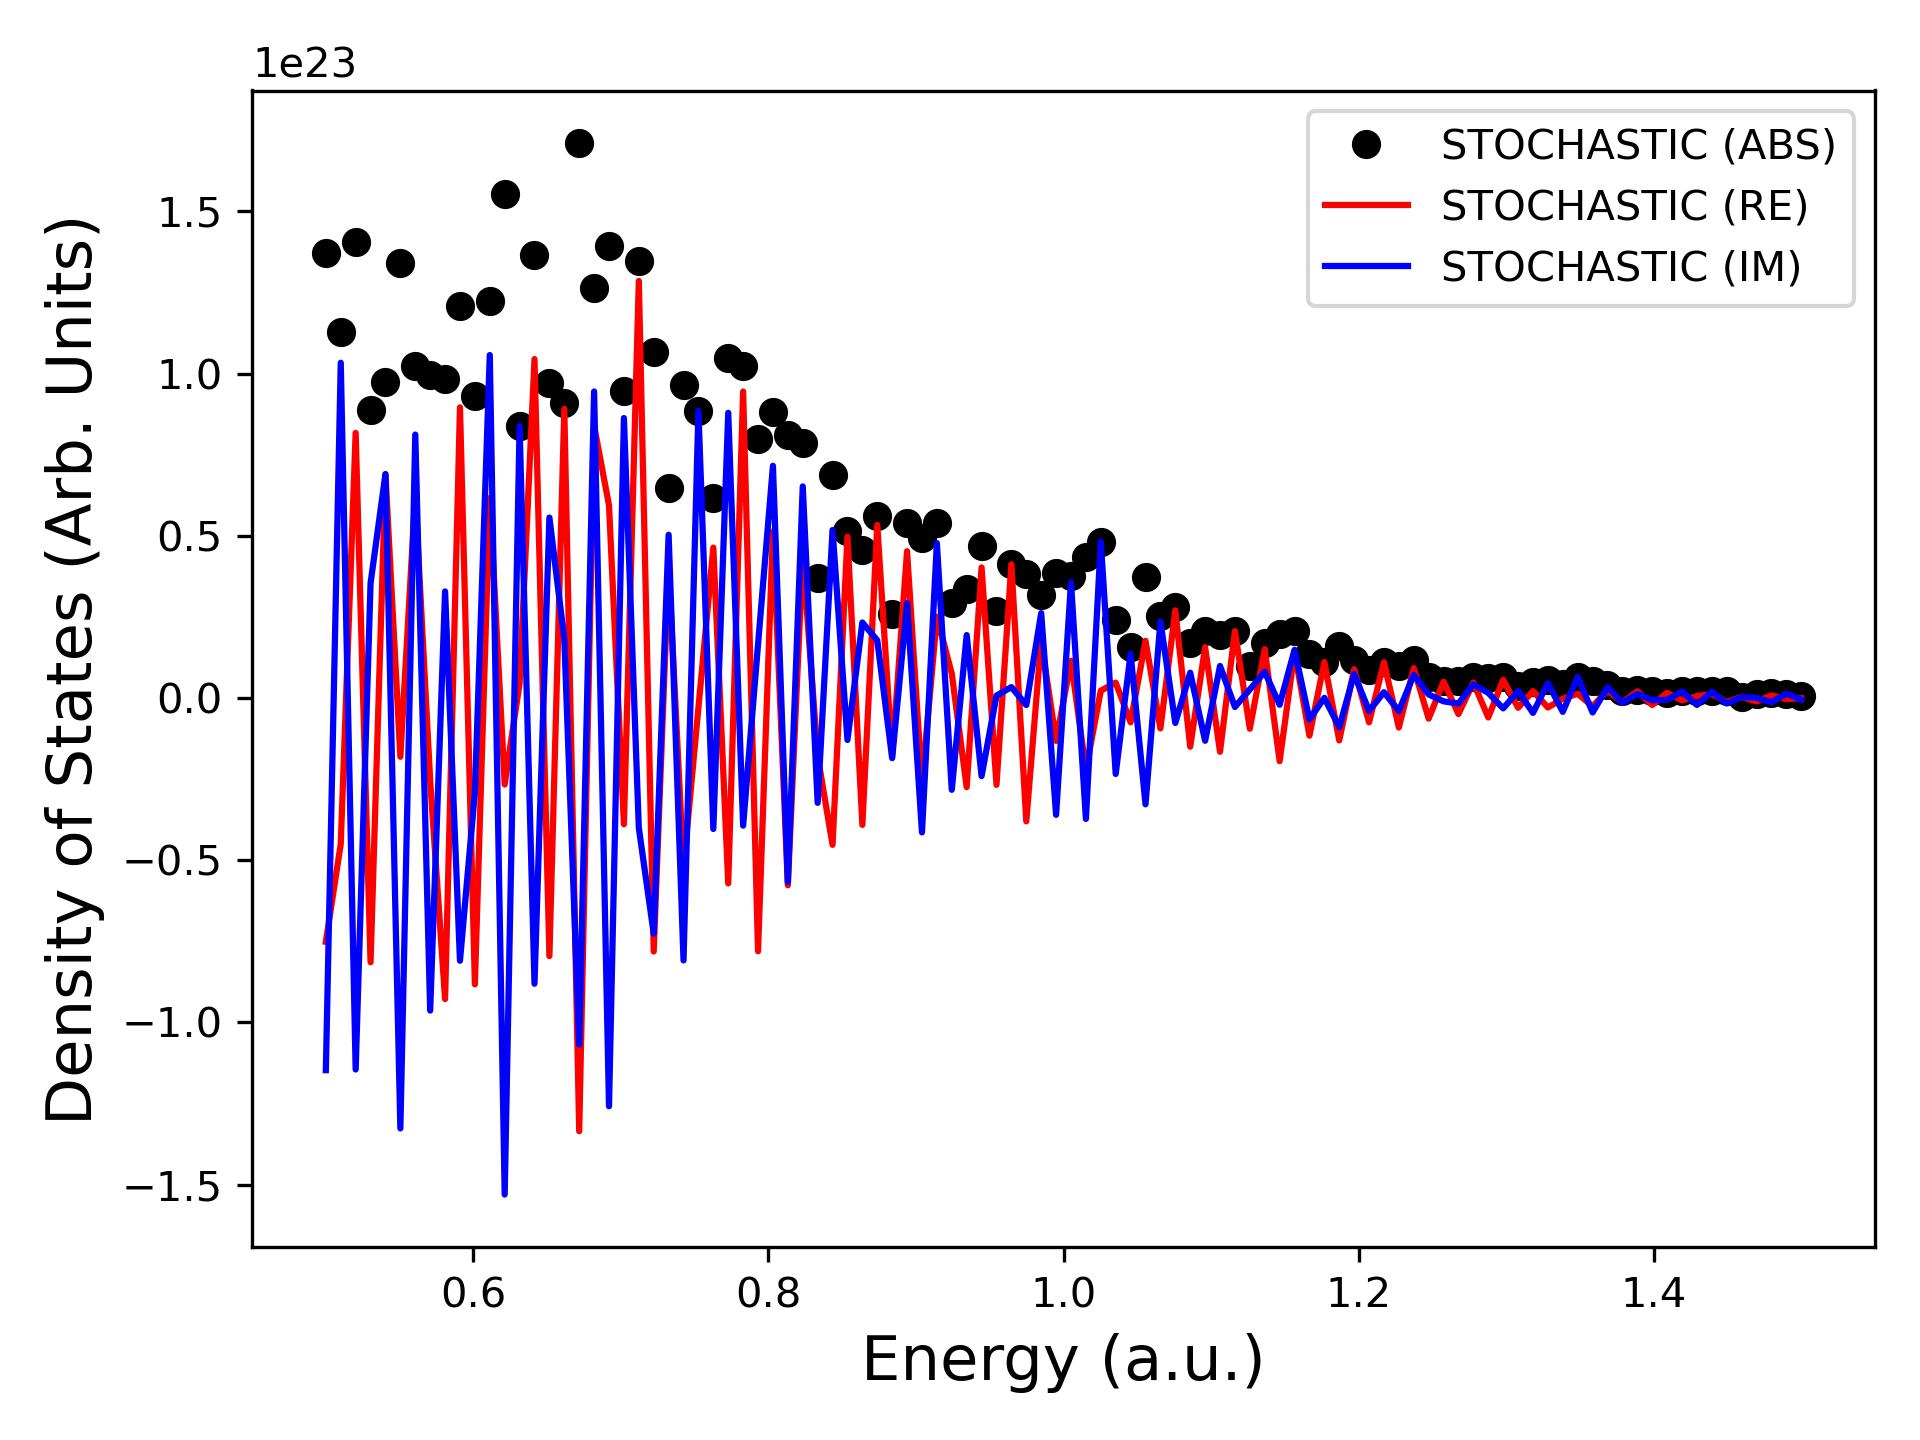 1e23
STOCHASTIC (ABS)
STOCHASTIC (RE)
STOCHASTIC (IM)
Density of States (Arb. Units)
1.5
1.0
0.5
0.0
−0.5
−1.0
−1.5
0.6 0.8 1.0 1.2 1.4
Energy (a.u.)